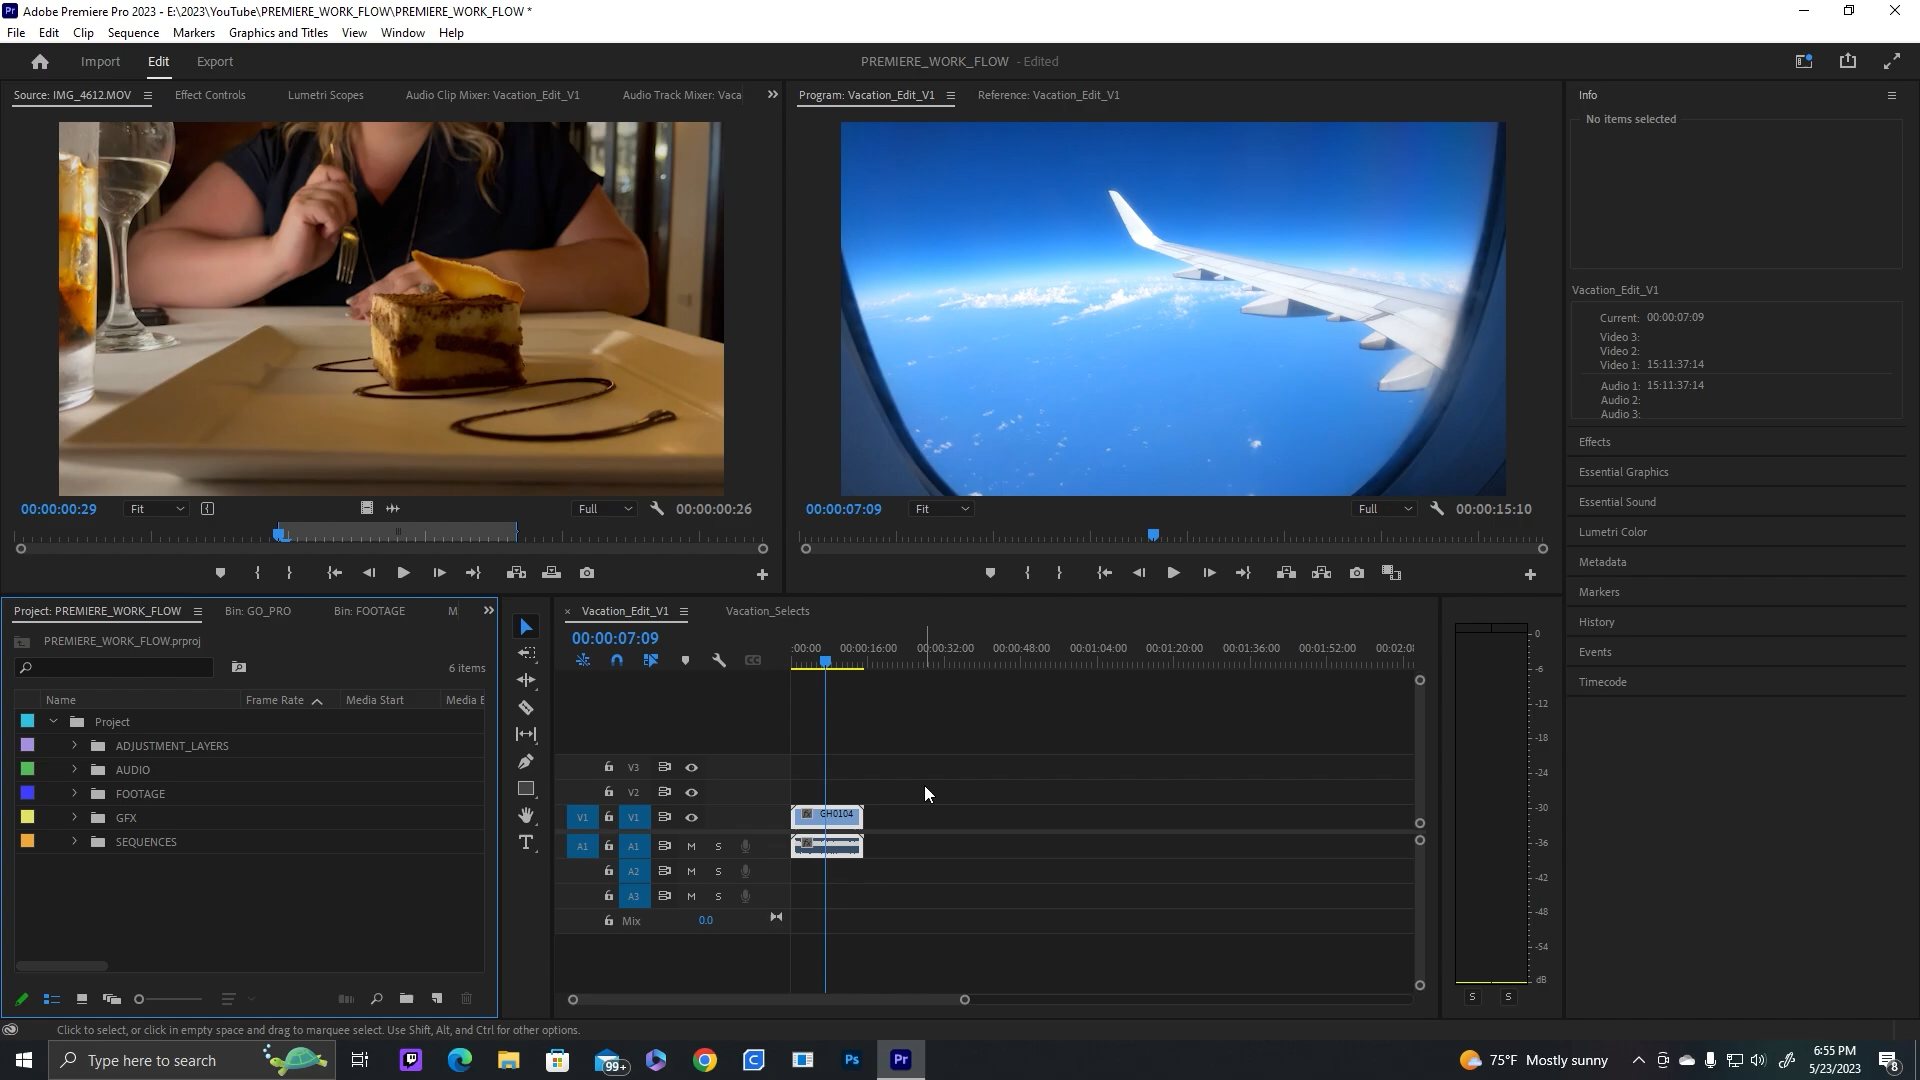 Pr Adobe Premiere Pro 2023 - E:\2023\YouTube\PREMIERE_WORK_FLOW\PREMIERE_WORK_FLOW *
File Edit Clip Sequence Markers Graphics and Titles View Window Help
Import Edit Export PREMIERE_WORK_FLOW - Edited
Source: IMG_4612.MOV Effect Controls Lumetri Scopes Audio Clip Mixer: Vacation_Edit_V1 Audio Track Mixer: Vaca
Program: Vacation_Edit_V1 Reference: Vacation_Edit_V1
Info
No items selected
Vacation_Edit_V1
Current: 00:00:07:09
Video 3:
Video 2:
Video 1: 15:11:37:14
Audio 1: 15:11:37:14
Audio 2:
Audio 3:
Effects
Essential Graphics
Essential Sound
Lumetri Color
Metadata
Markers
History
Events
Timecode
00:00:00:29 Fit Full 00:00:00:26
00:00:07:09 Fit Full 00:00:15:10
Project: PREMIERE_WORK_FLOW Bin: GO_PRO Bin: FOOTAGE M
PREMIERE_WORK_FLOW.prproj
6 items
Name Frame Rate Media Start Media E
Project
ADJUSTMENT_LAYERS
AUDIO
FOOTAGE
GFX
SEQUENCES
× Vacation_Edit_V1 Vacation_Selects
00:00:07:09
:00:00 00:00:16:00 00:00:32:00 00:00:48:00 00:01:04:00 00:01:20:00 00:01:36:00 00:01:52:00 00:02:0
V3
V2
V1 V1 fx GH0104
A1 A1 M S fx
A2 M S
A3 M S
Mix 0.0
0
-6
-12
-18
-24
-30
-36
-42
-48
-54
dB
S S
Click to select, or click in empty space and drag to marquee select. Use Shift, Alt, and Ctrl for other options.
Type here to search 99+ Ps Pr 75°F Mostly sunny 6:55 PM
5/23/2023 8